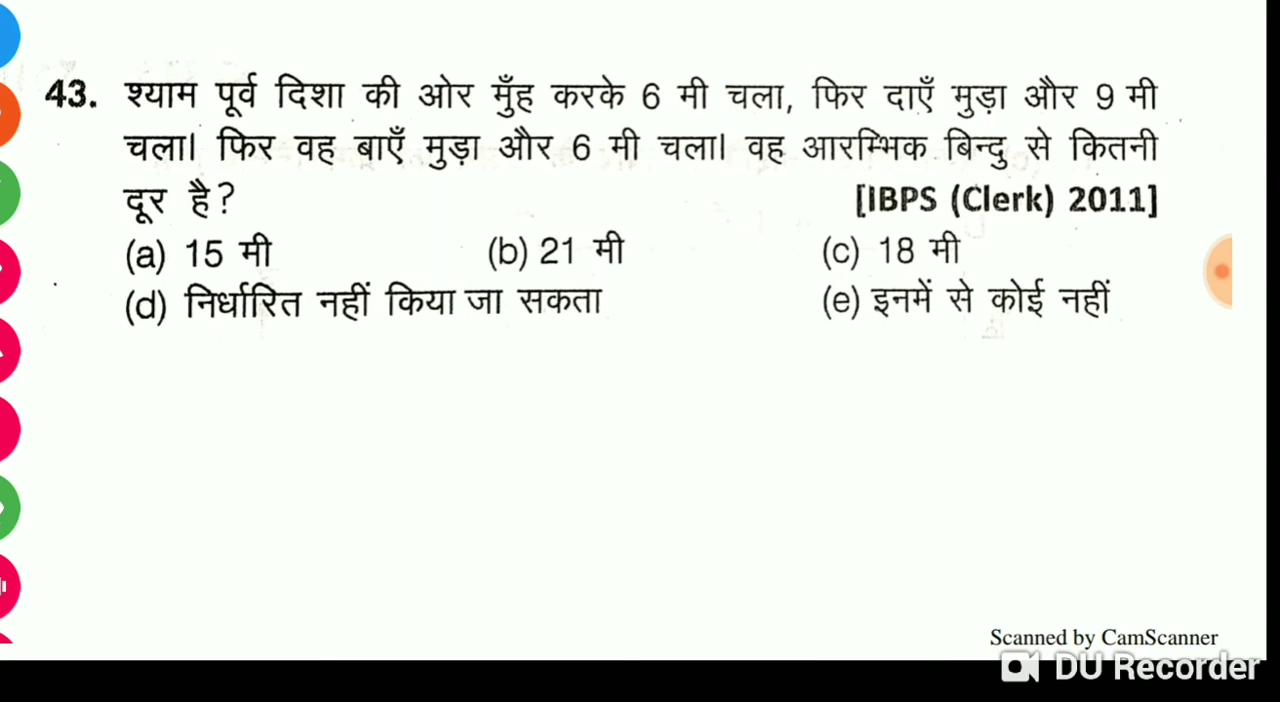 43. श्याम पूर्व दिशा की ओर मुँह करके 6 मी चला, फिर दाएँ मुड़ा और 9 मी
चला। फिर वह बाएँ मुड़ा और 6 मी चला। वह आरम्भिक बिन्दु से कितनी
दूर है? [IBPS (Clerk) 2011]
(a) 15 मी (b) 21 मी (c) 18 मी
(d) निर्धारित नहीं किया जा सकता (e) इनमें से कोई नहीं
Scanned by CamScanner
DU Recorder